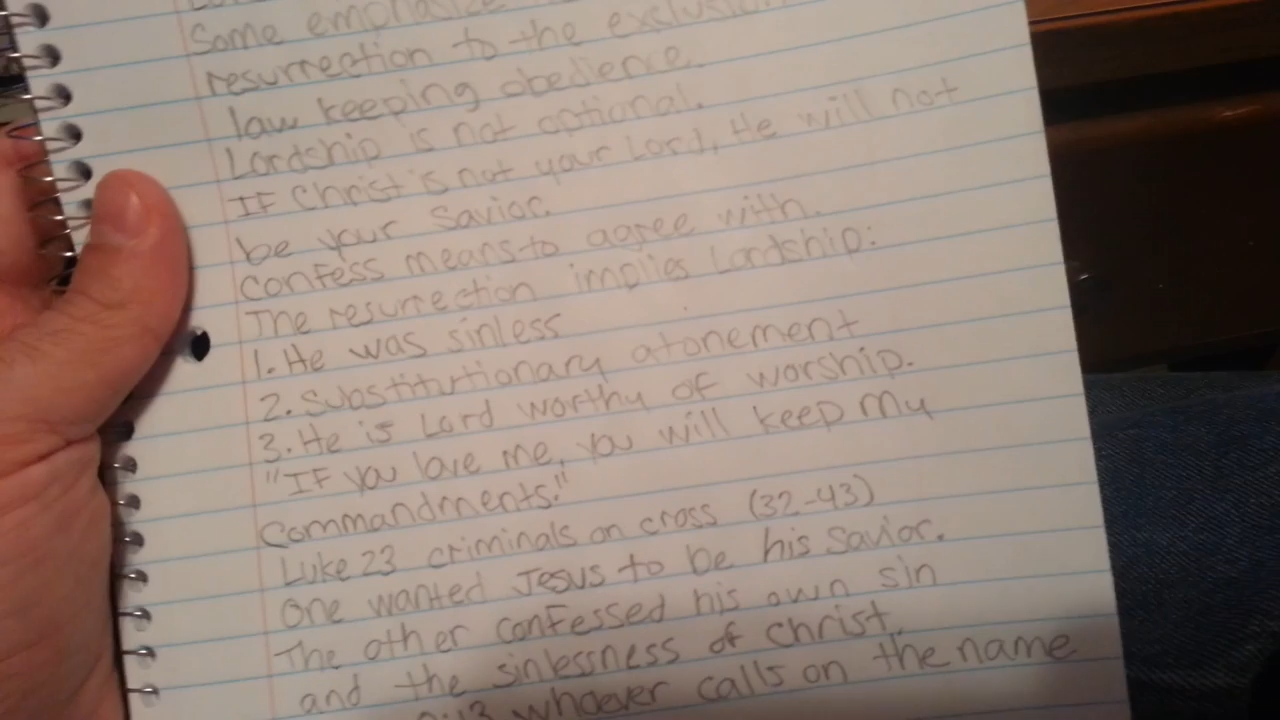 Some emphasize
resurrection to the exclusion
law keeping obedience.
Lordship is not optional.
IF Christ is not your Lord, He will not
be your Savior.
Confess means to agree with.
The resurrection implies Lordship:
1. He was sinless
2. Substitutionary atonement
3. He is Lord worthy of worship.
"IF you love me, you will keep My
Commandments."
Luke 23 criminals on cross (32-43)
One wanted Jesus to be his savior.
The other confessed his own sin
and the sinlessness of Christ.
:13 whoever calls on the name